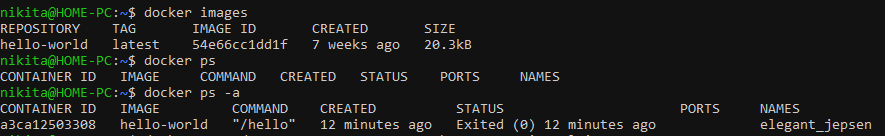 nikita@HOME-PC:~$ docker images
REPOSITORY TAG IMAGE ID CREATED SIZE
hello-world latest 54e66cc1dd1f 7 weeks ago 20.3kB
nikita@HOME-PC:~$ docker ps
CONTAINER ID IMAGE COMMAND CREATED STATUS PORTS NAMES
nikita@HOME-PC:~$ docker ps -a
CONTAINER ID IMAGE COMMAND CREATED STATUS PORTS NAMES
a3ca12503308 hello-world "/hello" 12 minutes ago Exited (0) 12 minutes ago elegant_jepsen